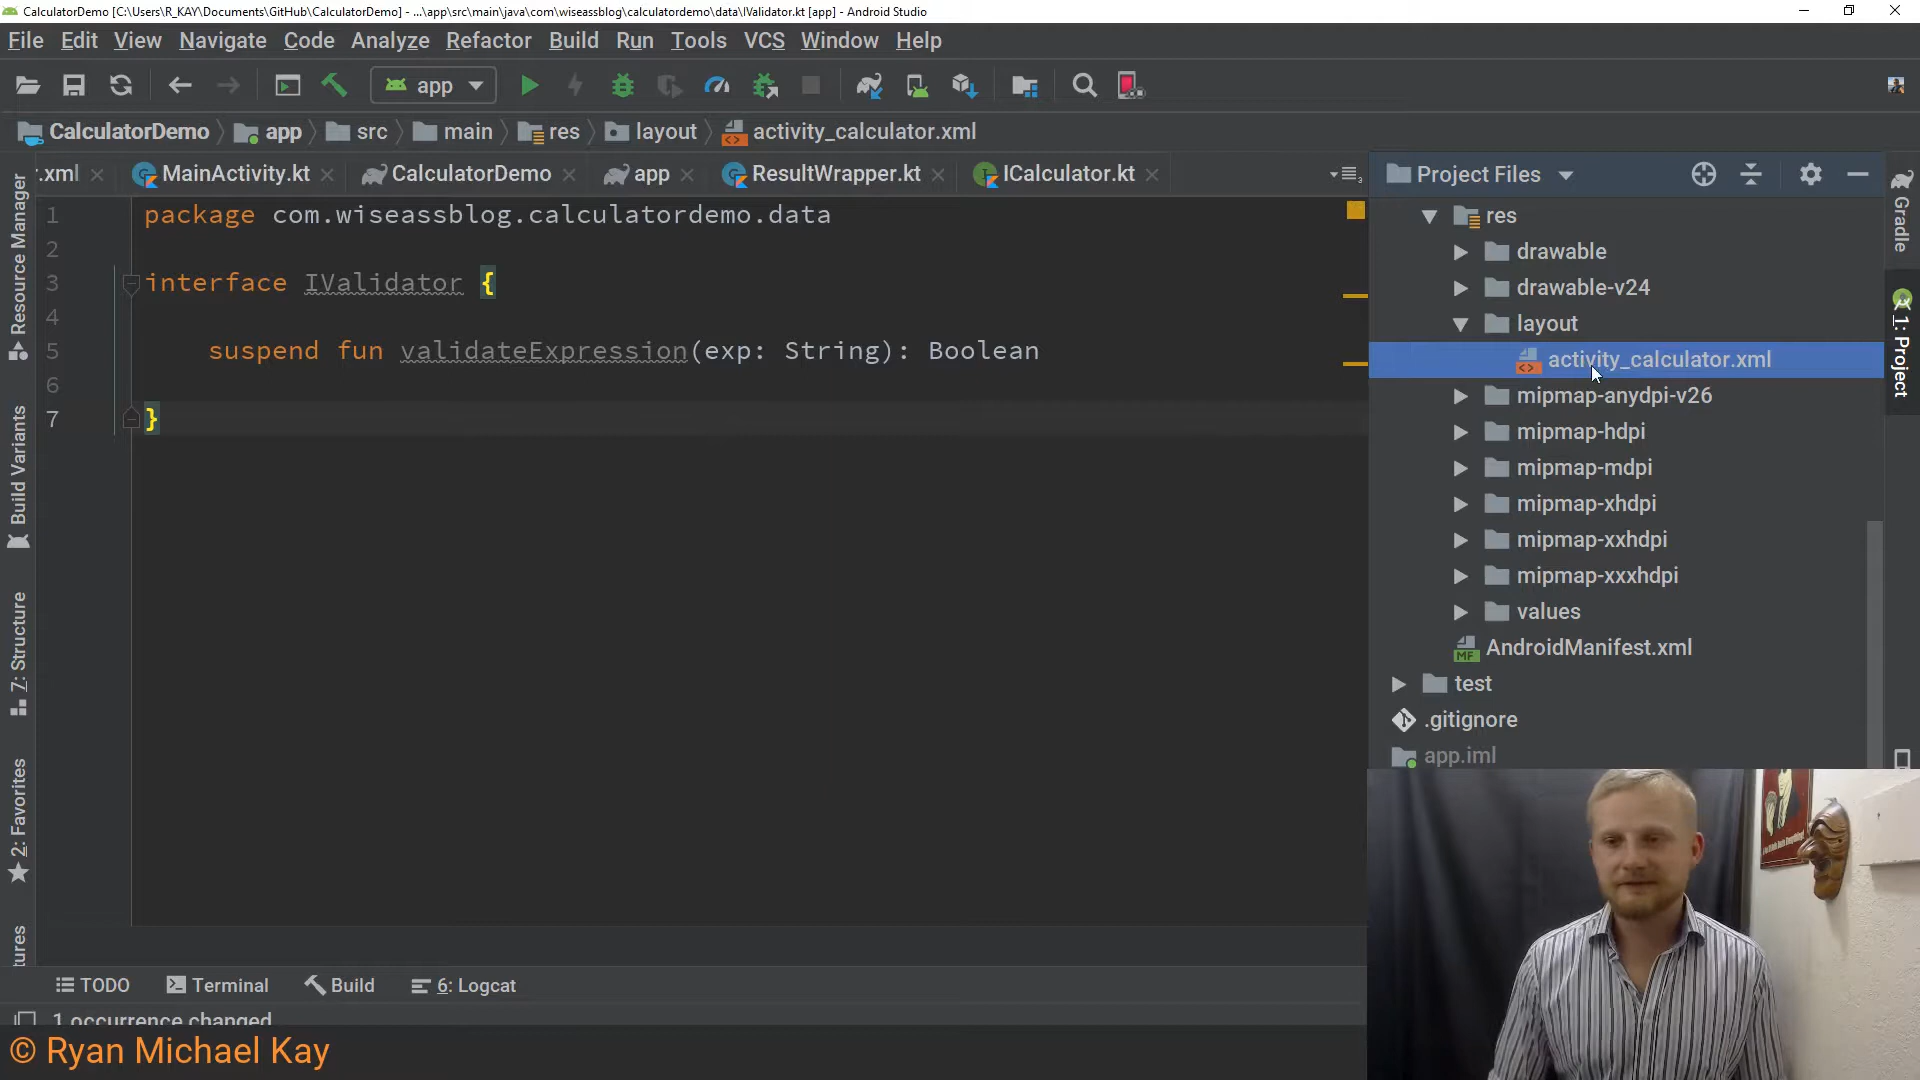 CalculatorDemo [C:\Users\R_KAY\Documents\GitHub\CalculatorDemo] - ...\app\src\main\java\com\wiseassblog\calculatordemo\data\IValidator.kt [app] - Android Studio
File Edit View Navigate Code Analyze Refactor Build Run Tools VCS Window Help
app
CalculatorDemo app src main res layout activity_calculator.xml
.xml MainActivity.kt CalculatorDemo app ResultWrapper.kt ICalculator.kt
Project Files
1 package com.wiseassblog.calculatordemo.data
2
3 interface IValidator {
4
5 suspend fun validateExpression(exp: String): Boolean
6
7 }
res
drawable
drawable-v24
layout
activity_calculator.xml
mipmap-anydpi-v26
mipmap-hdpi
mipmap-mdpi
mipmap-xhdpi
mipmap-xxhdpi
mipmap-xxxhdpi
values
MF AndroidManifest.xml
test
.gitignore
app.iml
Resource Manager
Build Variants
7: Structure
2: Favorites
tures
Gradle
1: Project
TODO Terminal Build 6: Logcat
1 occurrence changed
© Ryan Michael Kay